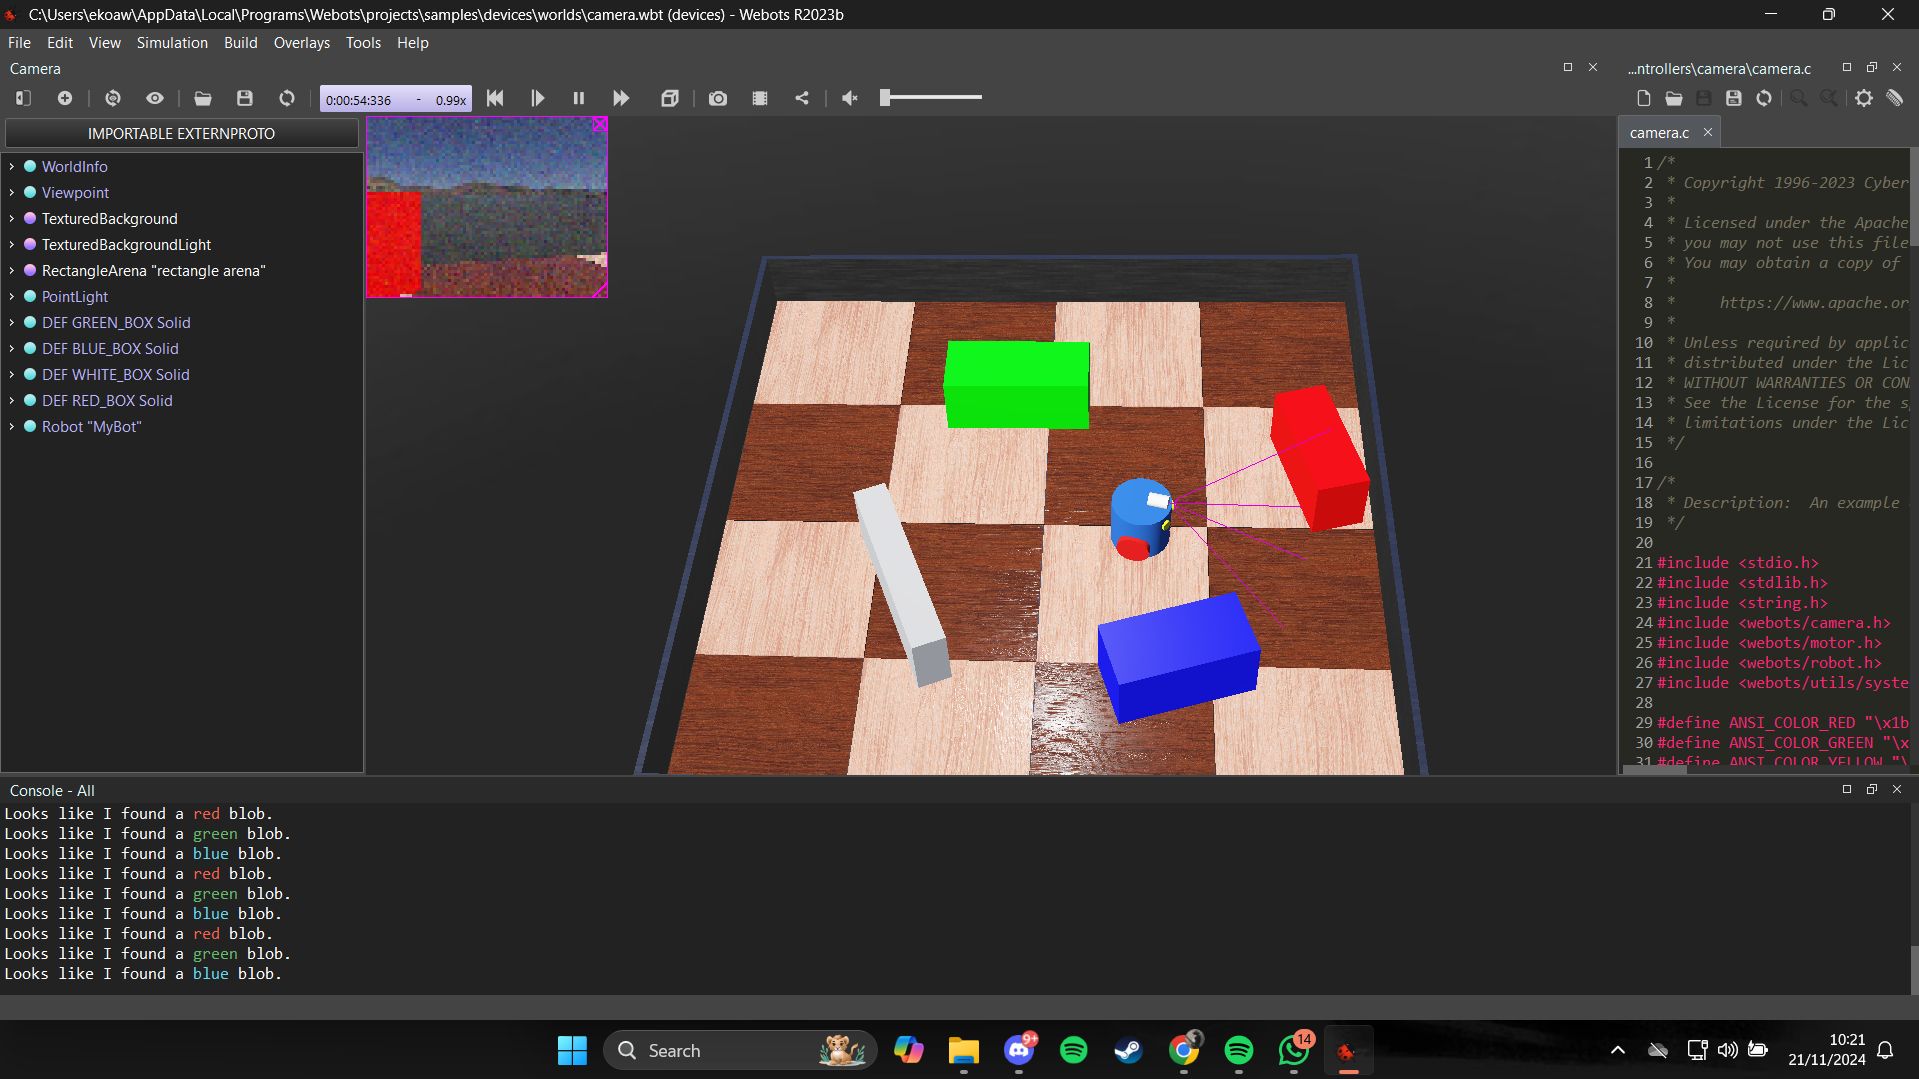 C:\Users\ekoaw\AppData\Local\Programs\Webots\projects\samples\devices\worlds\camera.wbt (devices) - Webots R2023b
File Edit View Simulation Build Overlays Tools Help
Camera
...ntrollers\camera\camera.c
0:00:54:336 - 0.99x
IMPORTABLE EXTERNPROTO
WorldInfo
Viewpoint
TexturedBackground
TexturedBackgroundLight
RectangleArena "rectangle arena"
PointLight
DEF GREEN_BOX Solid
DEF BLUE_BOX Solid
DEF WHITE_BOX Solid
DEF RED_BOX Solid
Robot "MyBot"
camera.c
1 /*
2 * Copyright 1996-2023 Cyber
3 *
4 * Licensed under the Apache
5 * you may not use this file
6 * You may obtain a copy of
7 *
8 * https://www.apache.or
9 *
10 * Unless required by applic
11 * distributed under the Lic
12 * WITHOUT WARRANTIES OR CON
13 * See the License for the s
14 * limitations under the Lic
15 */
16
17 /*
18 * Description: An example
19 */
20
21 #include <stdio.h>
22 #include <stdlib.h>
23 #include <string.h>
24 #include <webots/camera.h>
25 #include <webots/motor.h>
26 #include <webots/robot.h>
27 #include <webots/utils/syste
28
29 #define ANSI_COLOR_RED "\x1b
30 #define ANSI_COLOR_GREEN "\x
31 #define ANSI_COLOR_YELLOW "\
Console - All
Looks like I found a red blob.
Looks like I found a green blob.
Looks like I found a blue blob.
Looks like I found a red blob.
Looks like I found a green blob.
Looks like I found a blue blob.
Looks like I found a red blob.
Looks like I found a green blob.
Looks like I found a blue blob.
Search
9+
14
10:21
21/11/2024